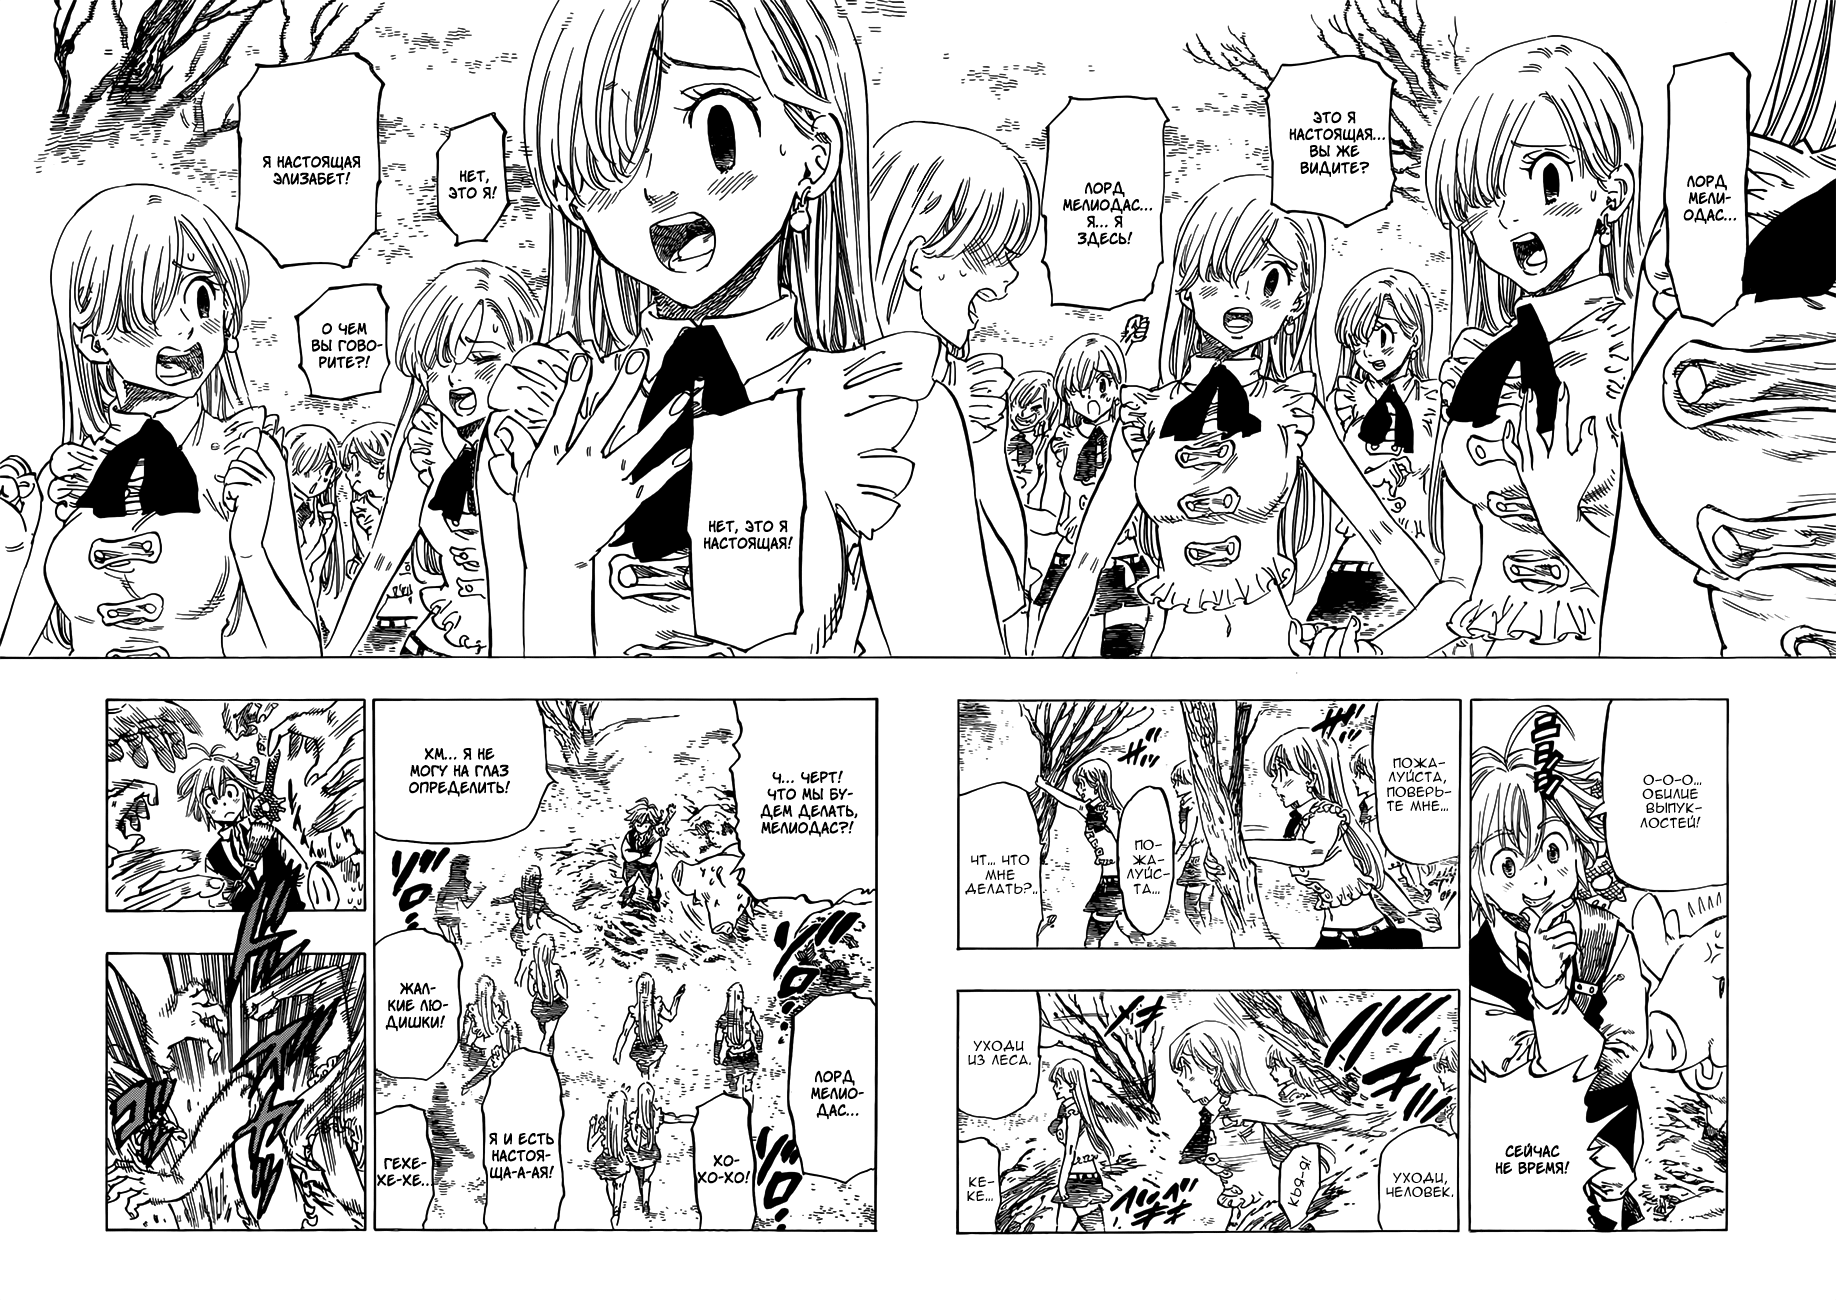 ЛОРД
МЕЛИ-
ОДАС...
ЭТО Я
НАСТОЯЩАЯ...
ВЫ ЖЕ
ВИДИТЕ?
ЛОРД
МЕЛИОДАС...
Я... Я
ЗДЕСЬ!
НЕТ, ЭТО Я
НАСТОЯЩАЯ!
НЕТ,
ЭТО Я!
Я НАСТОЯЩАЯ
ЭЛИЗАБЕТ!
О ЧЕМ
ВЫ ГОВО-
РИТЕ?!
О-О-О...
ОБИЛИЕ
ВЫПУК-
ЛОСТЕЙ!
СЕЙЧАС
НЕ ВРЕМЯ!
ПОЖА-
ЛУЙСТА,
ПОВЕРЬ-
ТЕ МНЕ...
ПО-
ЖА-
ЛУЙС-
ТА...
ЧТ... ЧТО
МНЕ
ДЕЛАТЬ?..
УХОДИ,
ЧЕЛОВЕК.
КЬЯ-Я!
УХОДИ
ИЗ ЛЕСА.
КЕ-
КЕ...
Ч... ЧЕРТ!
ЧТО МЫ БУ-
ДЕМ ДЕЛАТЬ,
МЕЛИОДАС?!
ХМ... Я НЕ
МОГУ НА ГЛАЗ
ОПРЕДЕЛИТЬ!
ЛОРД
МЕЛИО-
ДАС...
ЖАЛ-
КИЕ ЛЮ-
ДИШКИ!
ХО-
ХО-ХО!
Я И ЕСТЬ
НАСТОЯ-
ЩА-А-АЯ!
ГЕХЕ-
ХЕ-ХЕ...